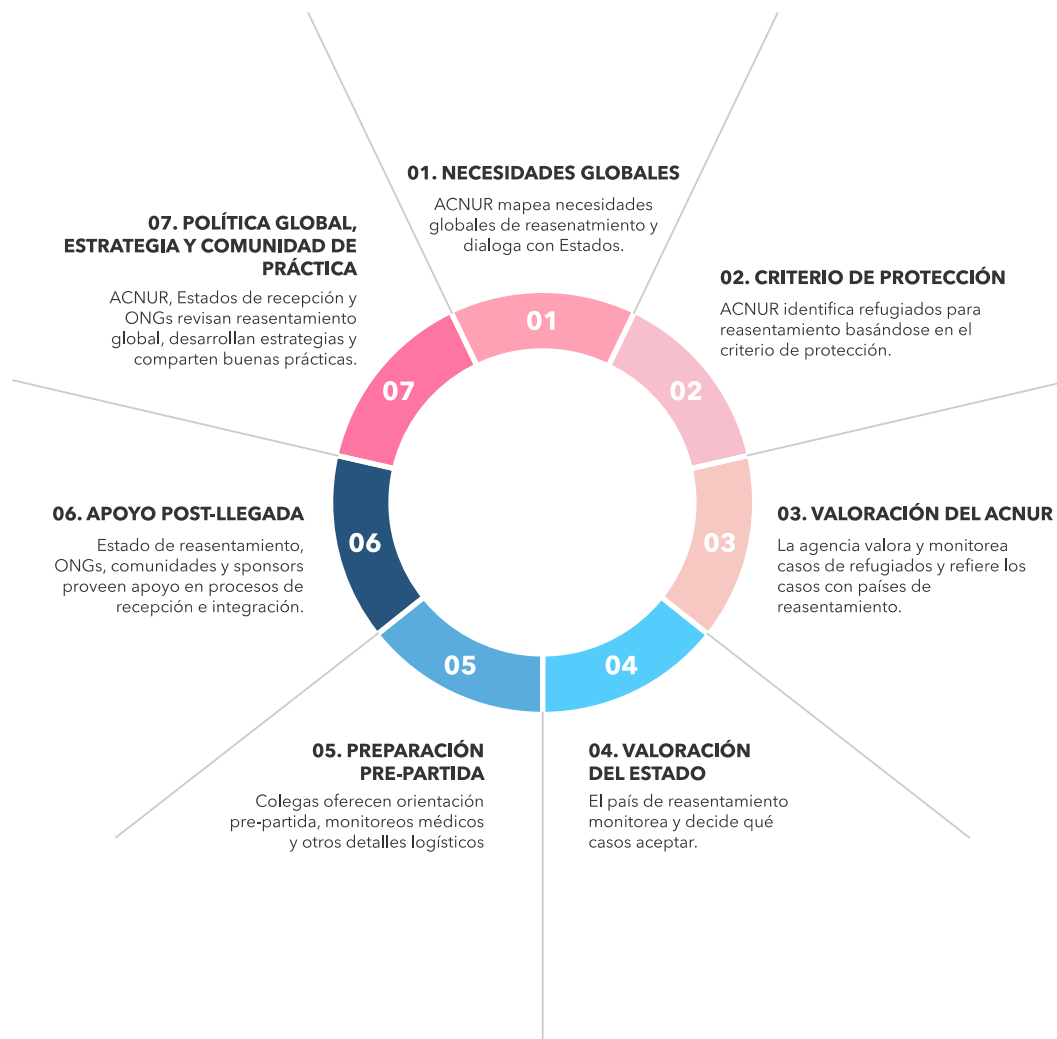 01. NECESIDADES GLOBALES
ACNUR mapea necesidades
globales de reasenatmiento y
dialoga con Estados.
02. CRITERIO DE PROTECCIÓN
ACNUR identifica refugiados para
reasentamiento basándose en el
criterio de protección.
03. VALORACIÓN DEL ACNUR
La agencia valora y monitorea
casos de refugiados y refiere los
casos con países de
reasentamiento.
04. VALORACIÓN
DEL ESTADO
El país de reasentamiento
monitorea y decide qué
casos aceptar.
05. PREPARACIÓN
PRE-PARTIDA
Colegas oferecen orientación
pre-partida, monitoreos médicos
y otros detalles logísticos
06. APOYO POST-LLEGADA
Estado de reasentamiento,
ONGs, comunidades y sponsors
proveen apoyo en procesos de
recepción e integración.
07. POLÍTICA GLOBAL,
ESTRATEGIA Y COMUNIDAD DE
PRÁCTICA
ACNUR, Estados de recepción y
ONGs revisan reasentamiento
global, desarrollan estrategias y
comparten buenas prácticas.
01
02
03
04
05
06
07